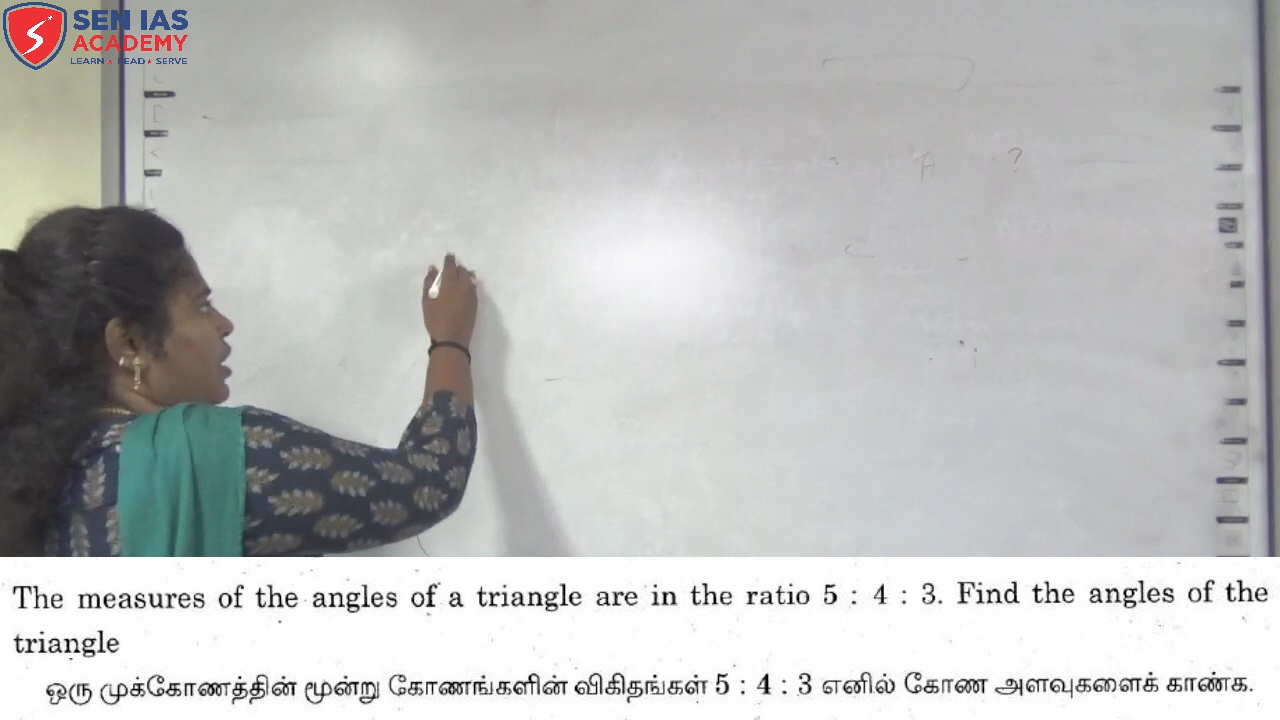 SEN IAS
ACADEMY
LEARN ★ READ ★ SERVE
A ?
The measures of the angles of a triangle are in the ratio 5 : 4 : 3. Find the angles of the
triangle
ஒரு முக்கோணத்தின் மூன்று கோணங்களின் விகிதங்கள் 5 : 4 : 3 எனில் கோண அளவுகளைக் காண்க.